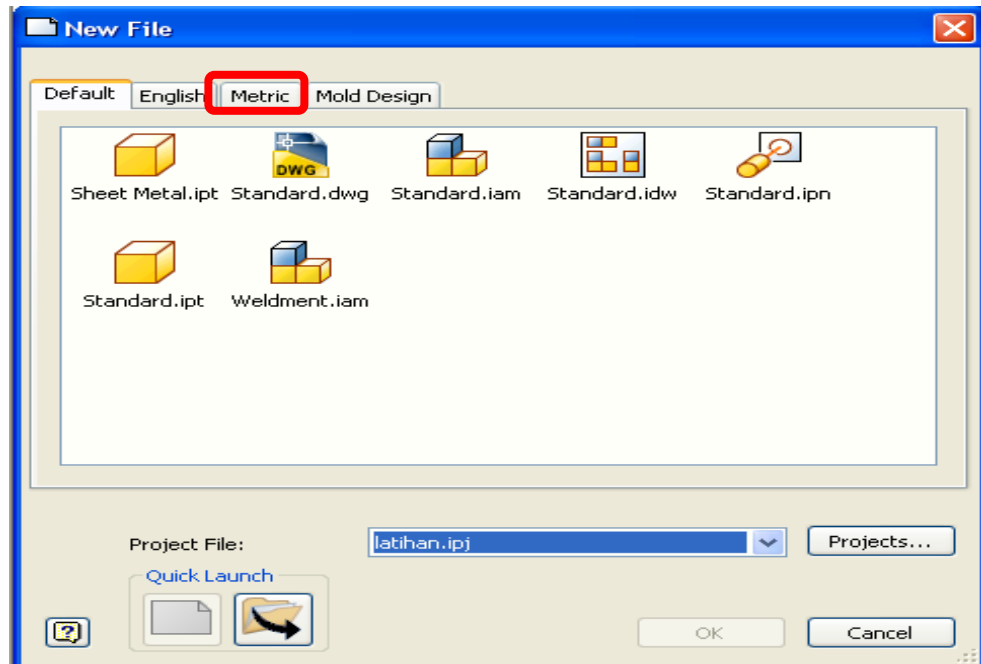 New File
Default English Metric Mold Design
DWG
Sheet Metal.ipt Standard.dwg Standard.iam Standard.idw Standard.ipn
Standard.ipt Weldment.iam
Project File: latihan.ipj Projects...
Quick Launch
OK Cancel